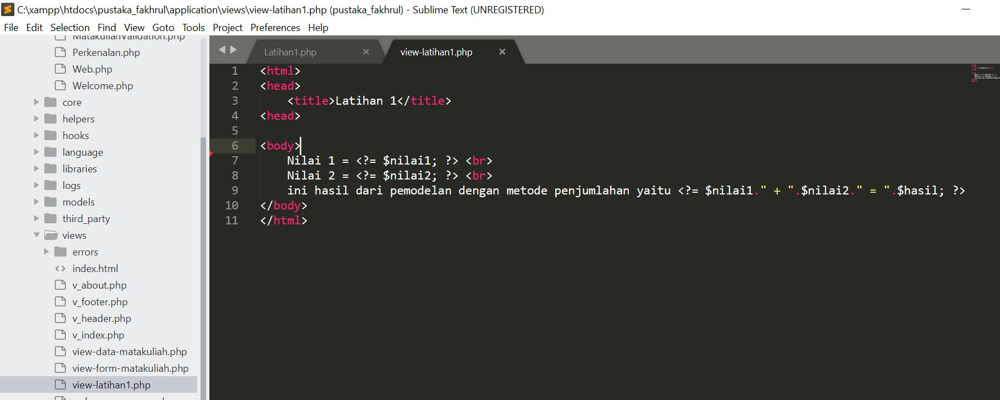 C:\xampp\htdocs\pustaka_fakhrul\application\views\view-latihan1.php (pustaka_fakhrul) - Sublime Text (UNREGISTERED)
File Edit Selection Find View Goto Tools Project Preferences Help
MatakuliahValidation.php
Perkenalan.php
Web.php
Welcome.php
core
helpers
hooks
language
libraries
logs
models
third_party
views
errors
index.html
v_about.php
v_footer.php
v_header.php
v_index.php
view-data-matakuliah.php
view-form-matakuliah.php
view-latihan1.php
Latihan1.php × view-latihan1.php ×
1 <html>
2 <head>
3 <title>Latihan 1</title>
4 <head>
5
6 <body>
7 Nilai 1 = <?= $nilai1; ?> <br>
8 Nilai 2 = <?= $nilai2; ?> <br>
9 ini hasil dari pemodelan dengan metode penjumlahan yaitu <?= $nilai1." + ".$nilai2." = ".$hasil; ?>
10 </body>
11 </html>